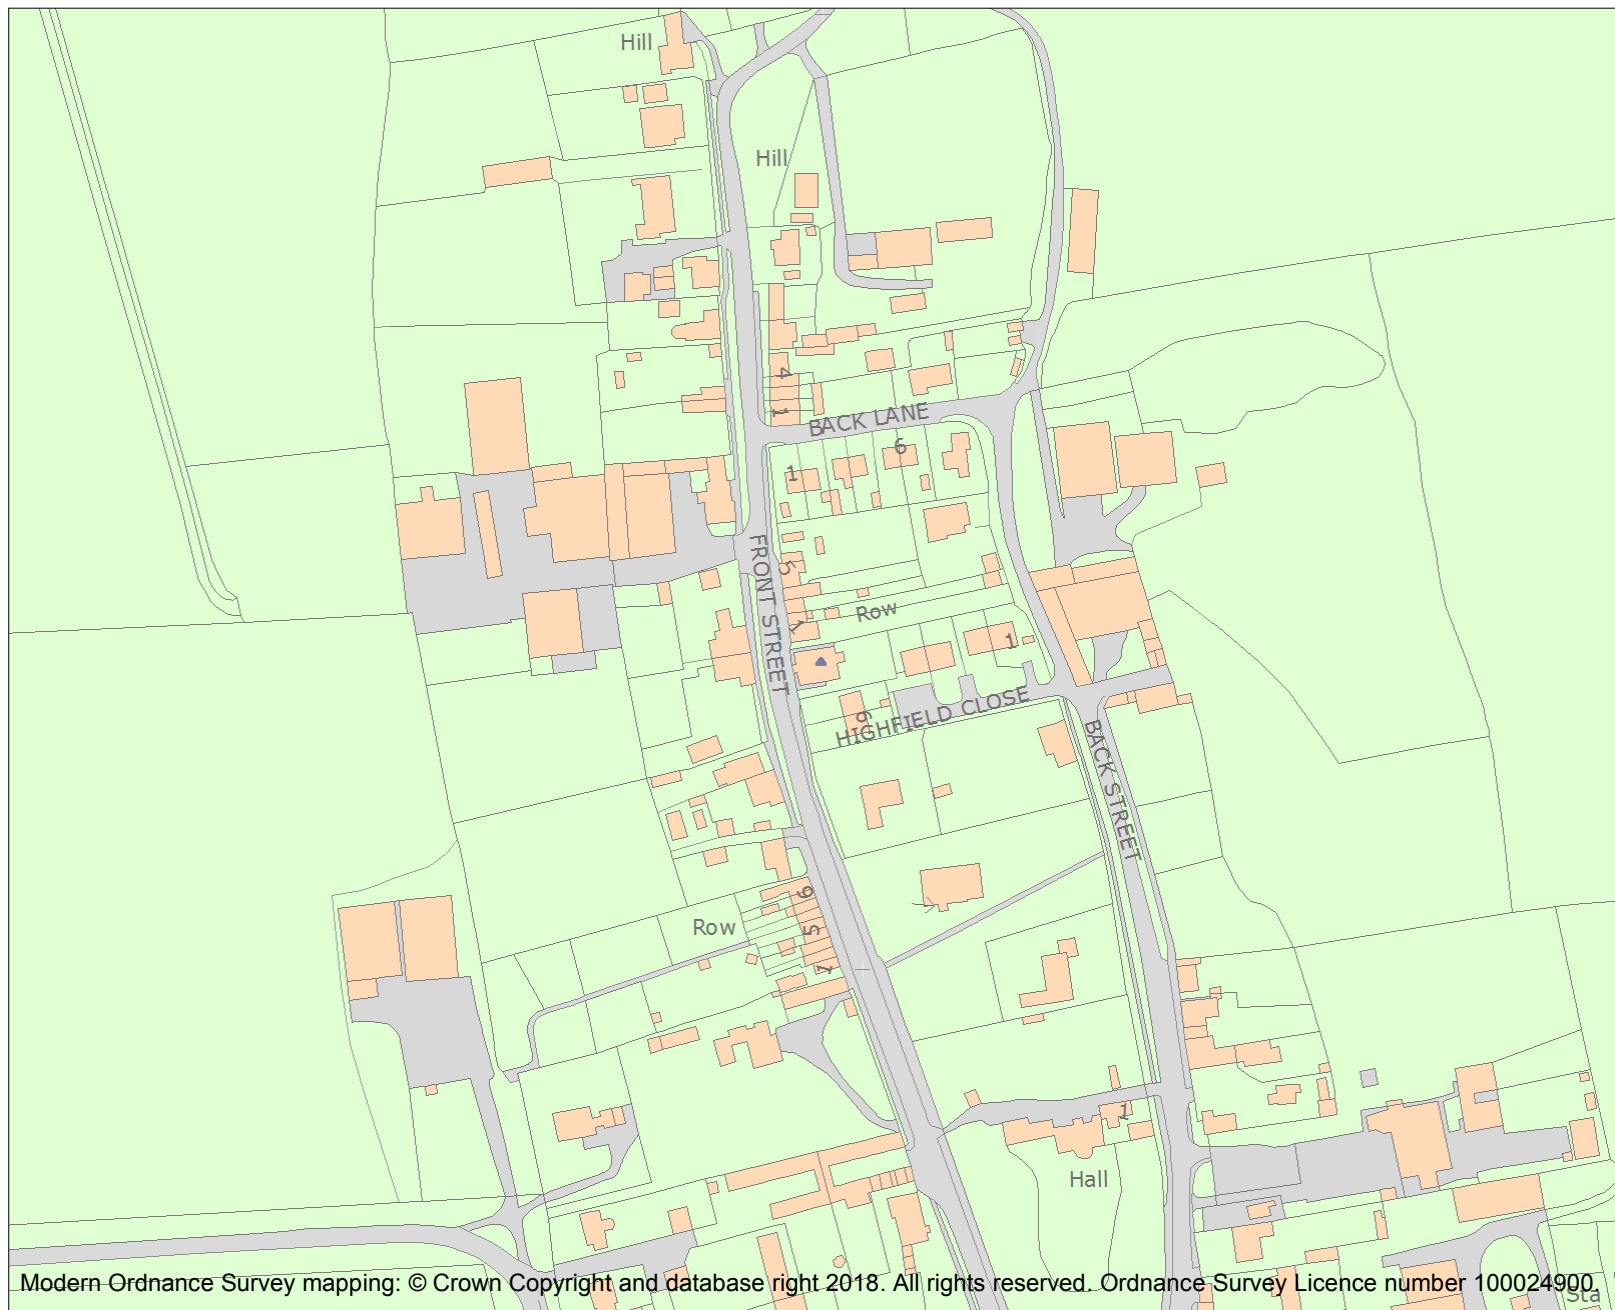 Hill
Hill
4
1
BACK LANE
6
1
FRONT STREET
5
Row
1
1
6
HIGHFIELD CLOSE
BACK STREET
9
Row
5
1
1
Hall
Modern Ordnance Survey mapping: © Crown Copyright and database right 2018. All rights reserved. Ordnance Survey Licence number 100024900.
Sta